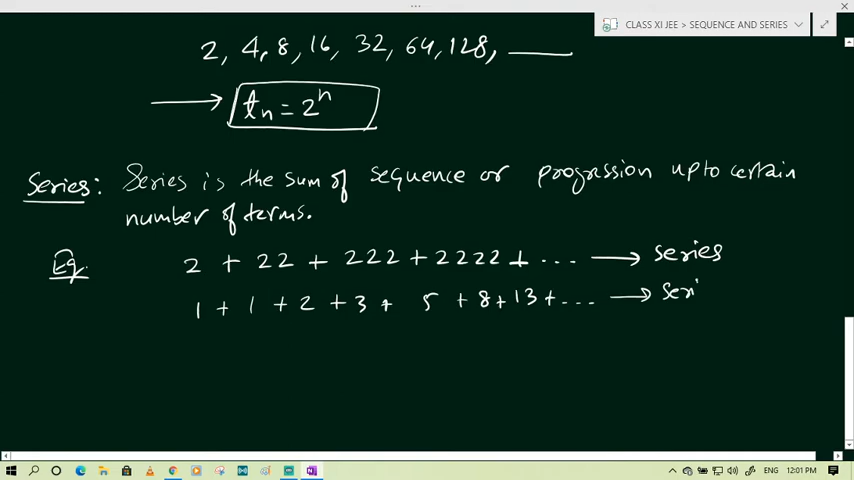 CLASS XI JEE > SEQUENCE AND SERIES
2, 4, 8, 16, 32, 64, 128,
tn = 2^n
Series: Series is the sum of sequence or progression upto certain
number of terms.
Eg. 2 + 22 + 222 + 2222 + ... → series
1 + 1 + 2 + 3 + 5 + 8 + 13 + ... → seri
ENG 12:01 PM